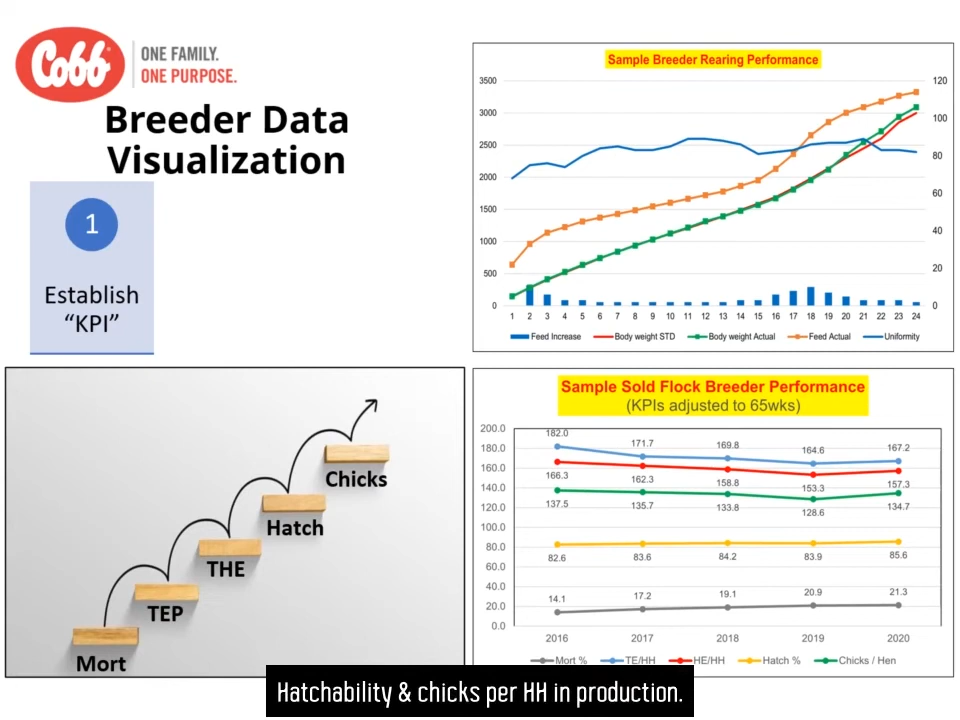 Cobb
ONE FAMILY.
ONE PURPOSE.
Breeder Data
Visualization
1
Establish
“KPI”
Sample Breeder Rearing Performance
3500
3000
2500
2000
1500
1000
500
0
120
100
80
60
40
20
0
1 2 3 4 5 6 7 8 9 10 11 12 13 14 15 16 17 18 19 20 21 22 23 24
Feed Increase Body weight STD Body weight Actual Feed Actual Uniformity
Chicks
Hatch
THE
TEP
Mort
Sample Sold Flock Breeder Performance
(KPIs adjusted to 65wks)
200.0
180.0
160.0
140.0
120.0
100.0
80.0
60.0
40.0
20.0
0.0
182.0 171.7 169.8 164.6 167.2
166.3 162.3 158.8 153.3 157.3
137.5 135.7 133.8 128.6 134.7
82.6 83.6 84.2 83.9 85.6
14.1 17.2 19.1 20.9 21.3
2016 2017 2018 2019 2020
Mort % TE/HH HE/HH Hatch % Chicks / Hen
Hatchability & chicks per HH in production.